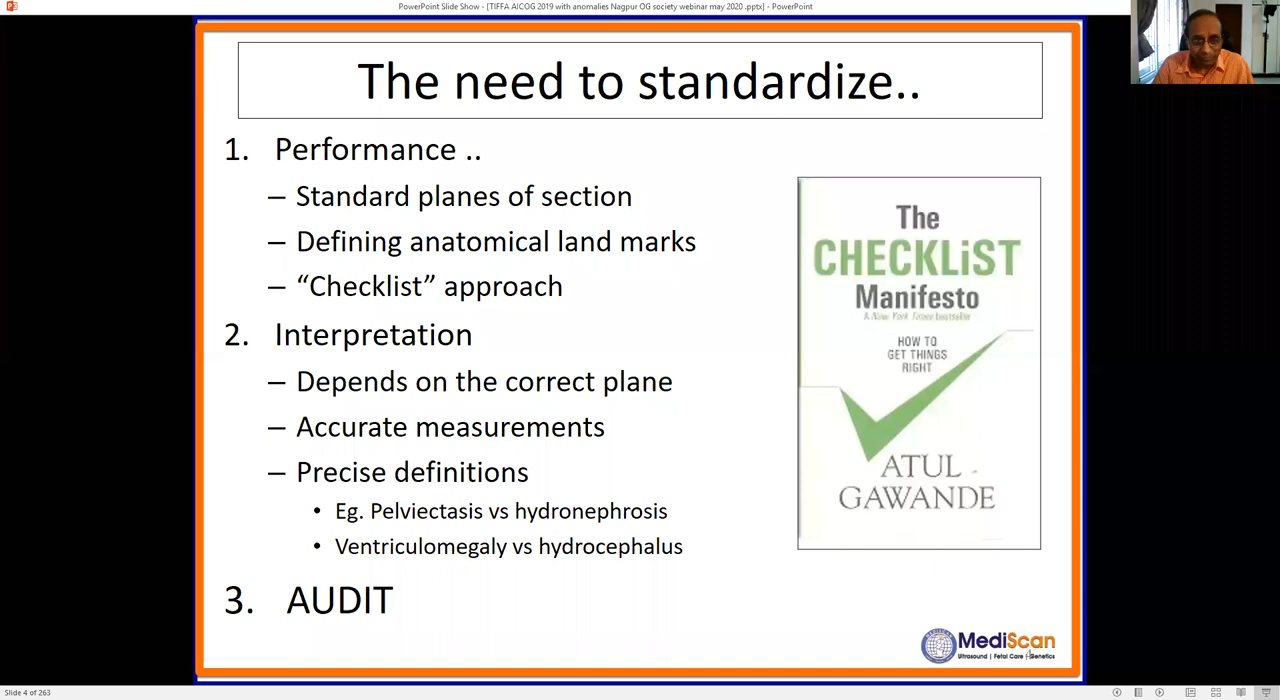 PowerPoint Slide Show - [TIFFA AICOG 2019 with anomalies Nagpur OG society webinar may 2020 .pptx] - PowerPoint
The need to standardize..
1. Performance ..
– Standard planes of section
– Defining anatomical land marks
– “Checklist” approach
2. Interpretation
– Depends on the correct plane
– Accurate measurements
– Precise definitions
• Eg. Pelviectasis vs hydronephrosis
• Ventriculomegaly vs hydrocephalus
3. AUDIT
The
CHECKLiST
Manifesto
A New York Times bestseller
HOW TO
GET THINGS
RIGHT
ATUL
GAWANDE
MediScan
Ultrasound | Fetal Care | Genetics
Slide 4 of 263